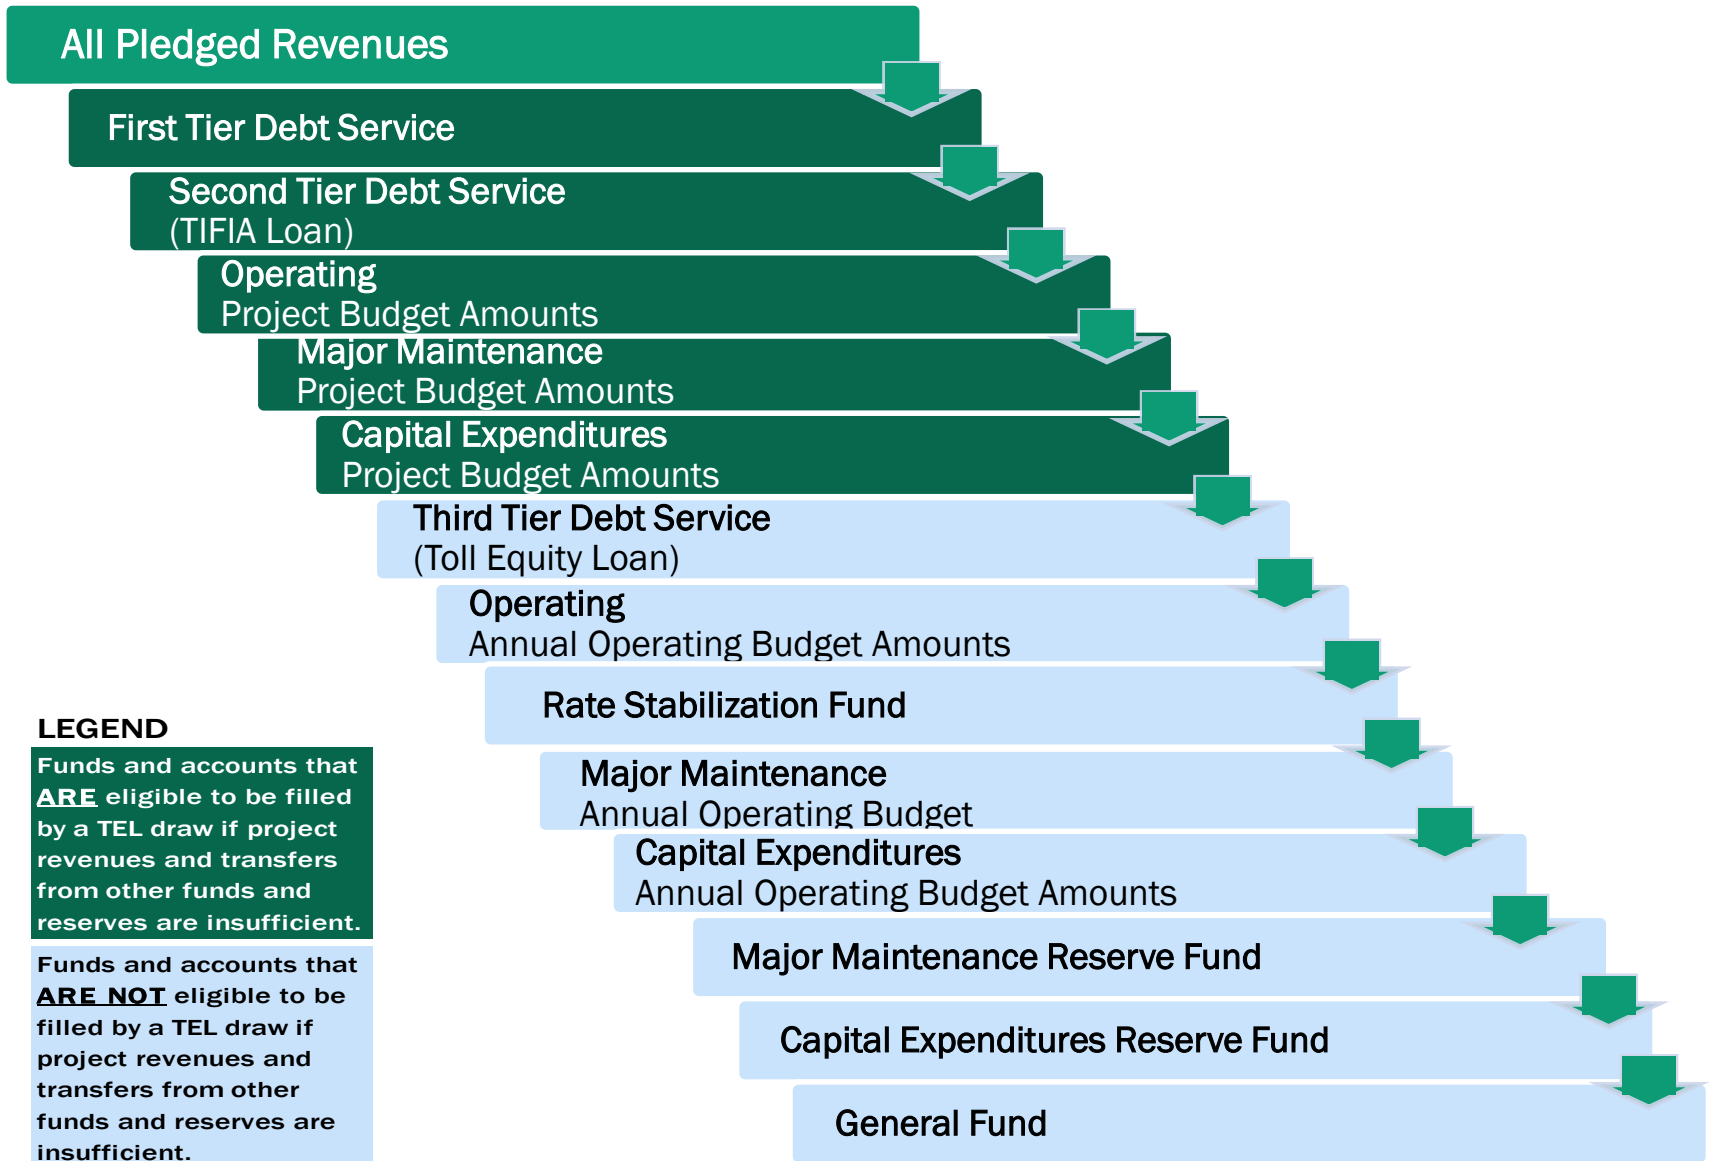 All Pledged Revenues
First Tier Debt Service
Second Tier Debt Service
(TIFIA Loan)
Operating
Project Budget Amounts
Major Maintenance
Project Budget Amounts
Capital Expenditures
Project Budget Amounts
Third Tier Debt Service
(Toll Equity Loan)
Operating
Annual Operating Budget Amounts
Rate Stabilization Fund
Major Maintenance
Annual Operating Budget
Capital Expenditures
Annual Operating Budget Amounts
Major Maintenance Reserve Fund
Capital Expenditures Reserve Fund
General Fund
LEGEND
Funds and accounts that
ARE eligible to be filled
by a TEL draw if project
revenues and transfers
from other funds and
reserves are insufficient.
Funds and accounts that
ARE NOT eligible to be
filled by a TEL draw if
project revenues and
transfers from other
funds and reserves are
insufficient.